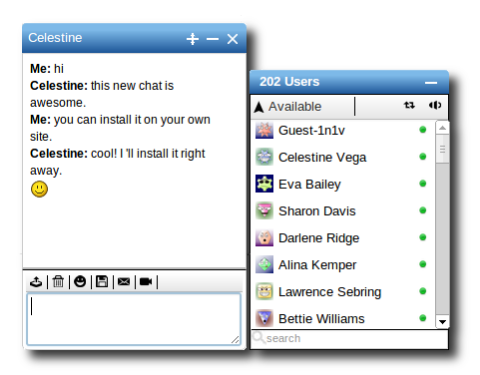 Celestine
Me: hi
Celestine: this new chat is
awesome.
Me: you can install it on your own
site.
Celestine: cool! I 'll install it right
away.
202 Users
Available
Guest-1n1v
Celestine Vega
Eva Bailey
Sharon Davis
Darlene Ridge
Alina Kemper
Lawrence Sebring
Bettie Williams
search